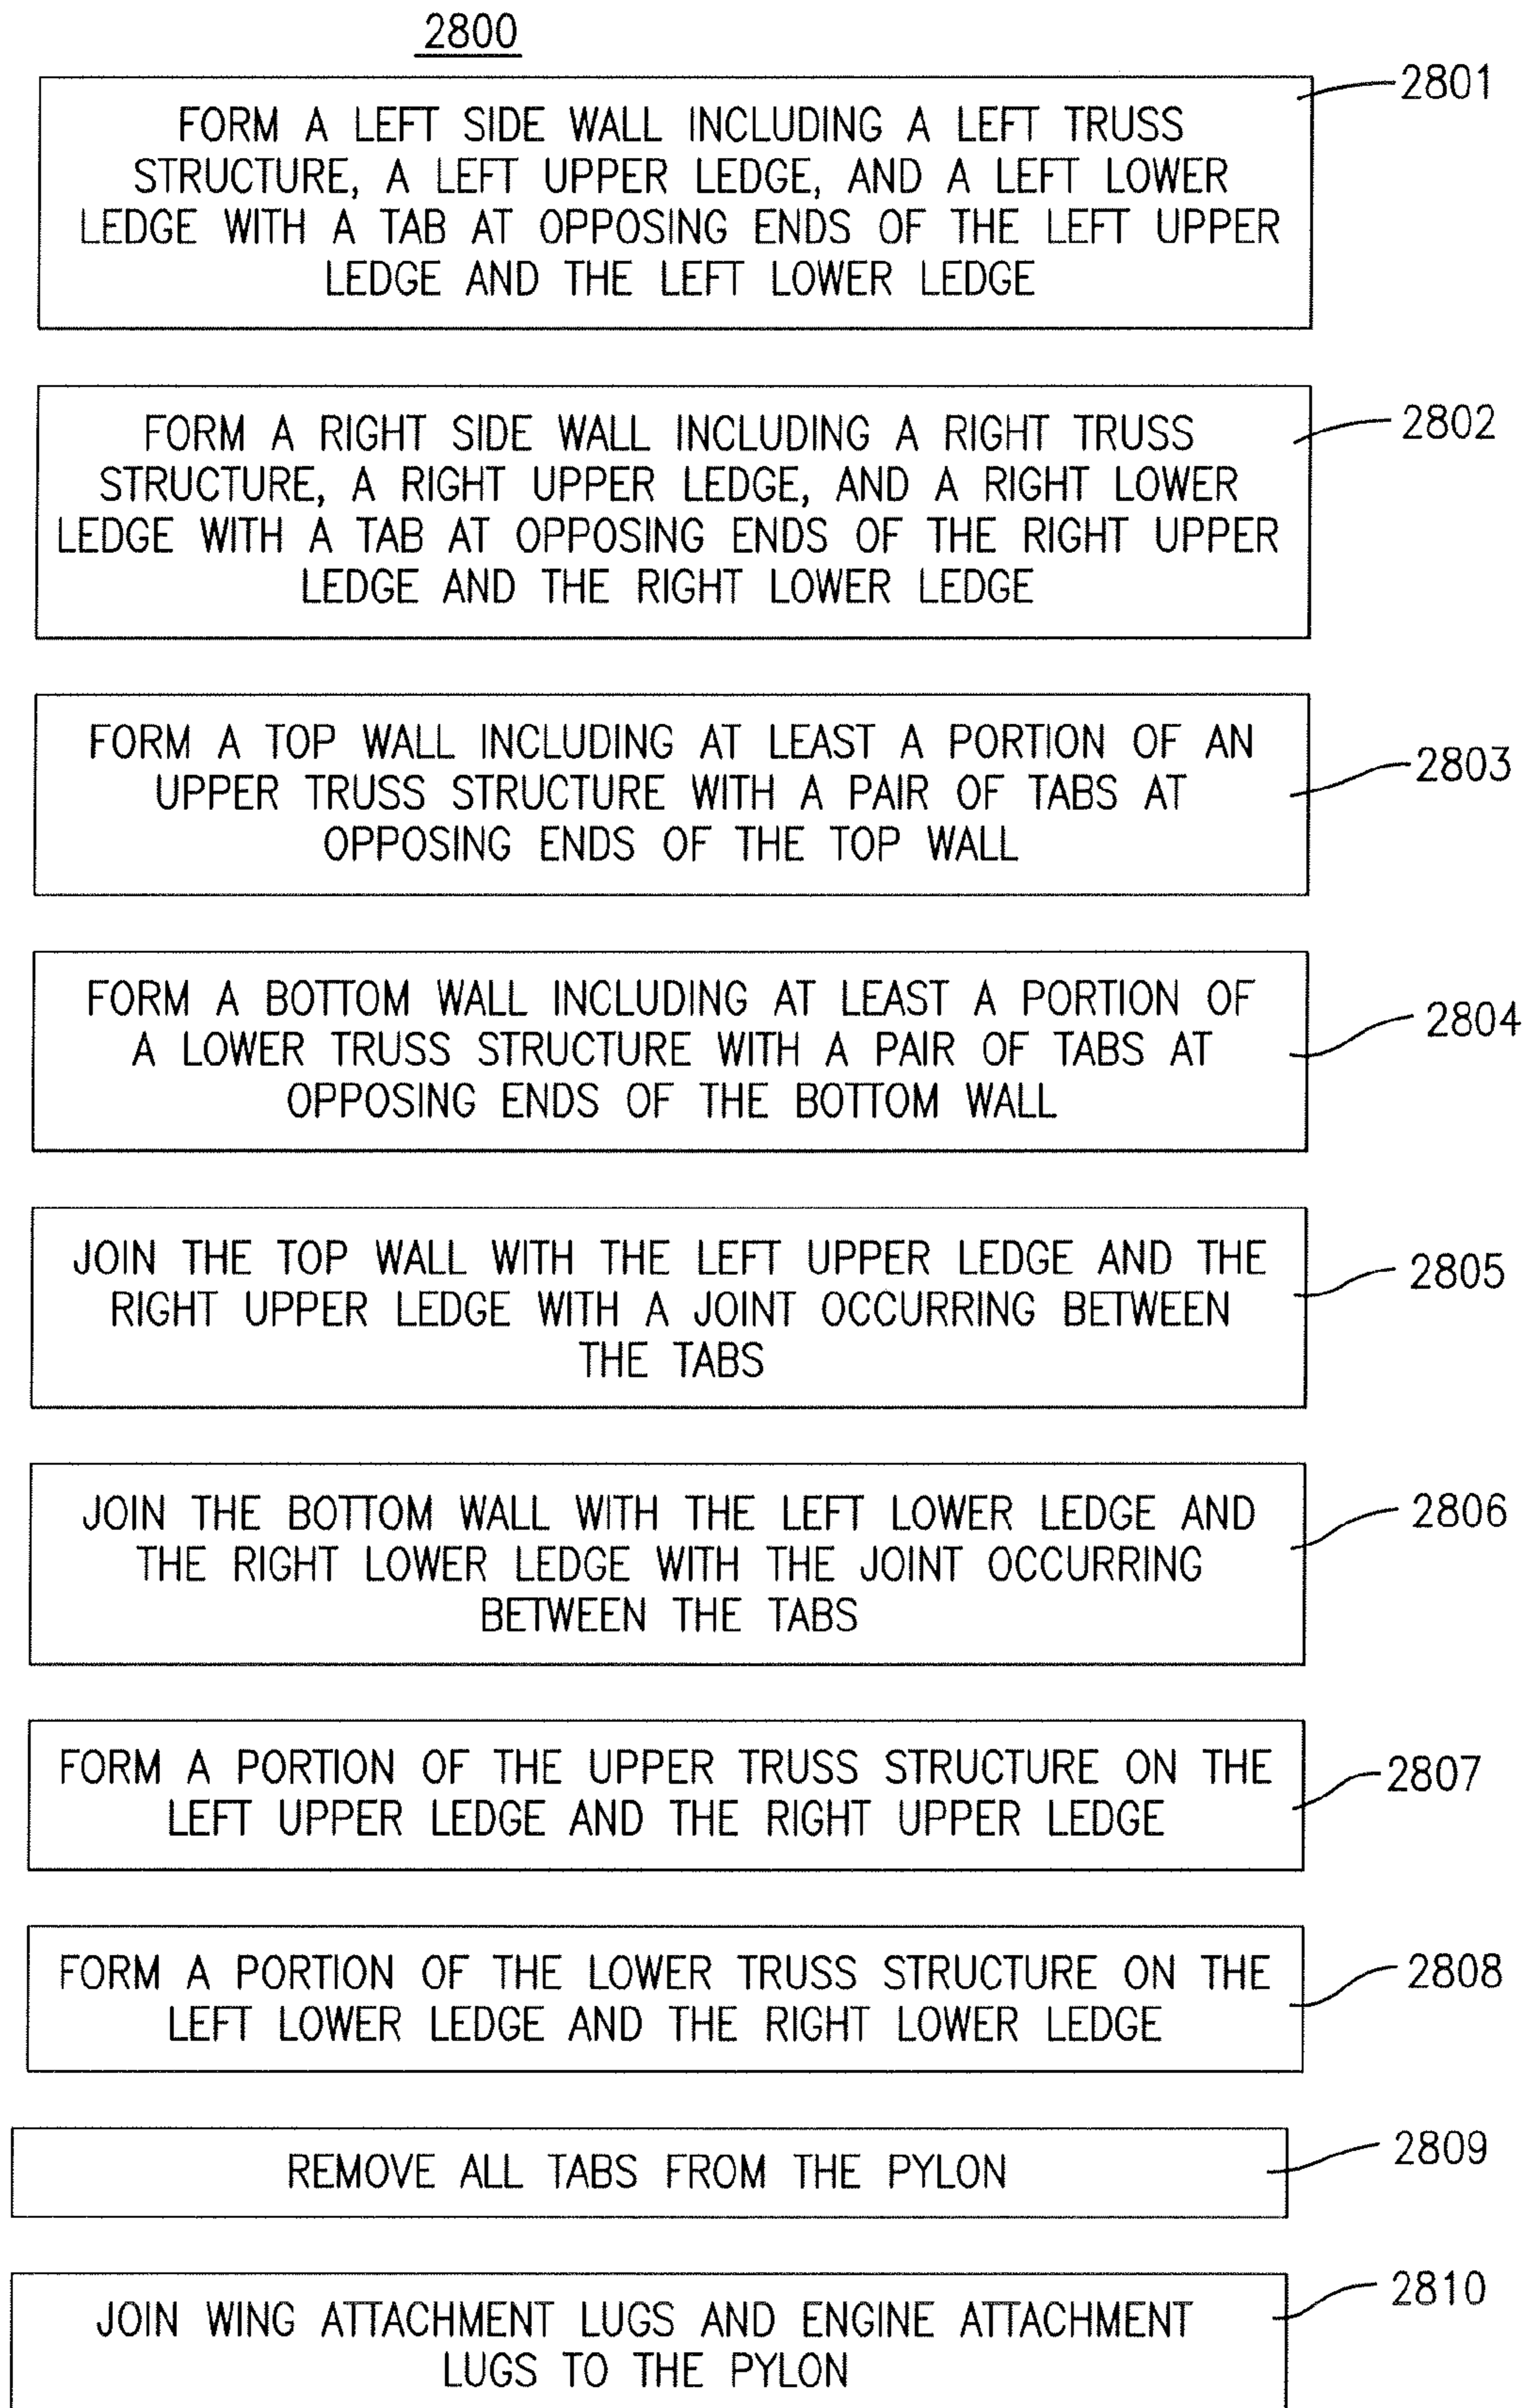 2800
2801
FORM A LEFT SIDE WALL INCLUDING A LEFT TRUSS
STRUCTURE, A LEFT UPPER LEDGE, AND A LEFT LOWER
LEDGE WITH A TAB AT OPPOSING ENDS OF THE LEFT UPPER
LEDGE AND THE LEFT LOWER LEDGE
2802
FORM A RIGHT SIDE WALL INCLUDING A RIGHT TRUSS
STRUCTURE, A RIGHT UPPER LEDGE, AND A RIGHT LOWER
LEDGE WITH A TAB AT OPPOSING ENDS OF THE RIGHT UPPER
LEDGE AND THE RIGHT LOWER LEDGE
2803
FORM A TOP WALL INCLUDING AT LEAST A PORTION OF AN
UPPER TRUSS STRUCTURE WITH A PAIR OF TABS AT
OPPOSING ENDS OF THE TOP WALL
2804
FORM A BOTTOM WALL INCLUDING AT LEAST A PORTION OF
A LOWER TRUSS STRUCTURE WITH A PAIR OF TABS AT
OPPOSING ENDS OF THE BOTTOM WALL
2805
JOIN THE TOP WALL WITH THE LEFT UPPER LEDGE AND THE
RIGHT UPPER LEDGE WITH A JOINT OCCURRING BETWEEN
THE TABS
2806
JOIN THE BOTTOM WALL WITH THE LEFT LOWER LEDGE AND
THE RIGHT LOWER LEDGE WITH THE JOINT OCCURRING
BETWEEN THE TABS
2807
FORM A PORTION OF THE UPPER TRUSS STRUCTURE ON THE
LEFT UPPER LEDGE AND THE RIGHT UPPER LEDGE
2808
FORM A PORTION OF THE LOWER TRUSS STRUCTURE ON THE
LEFT LOWER LEDGE AND THE RIGHT LOWER LEDGE
2809
REMOVE ALL TABS FROM THE PYLON
2810
JOIN WING ATTACHMENT LUGS AND ENGINE ATTACHMENT
LUGS TO THE PYLON